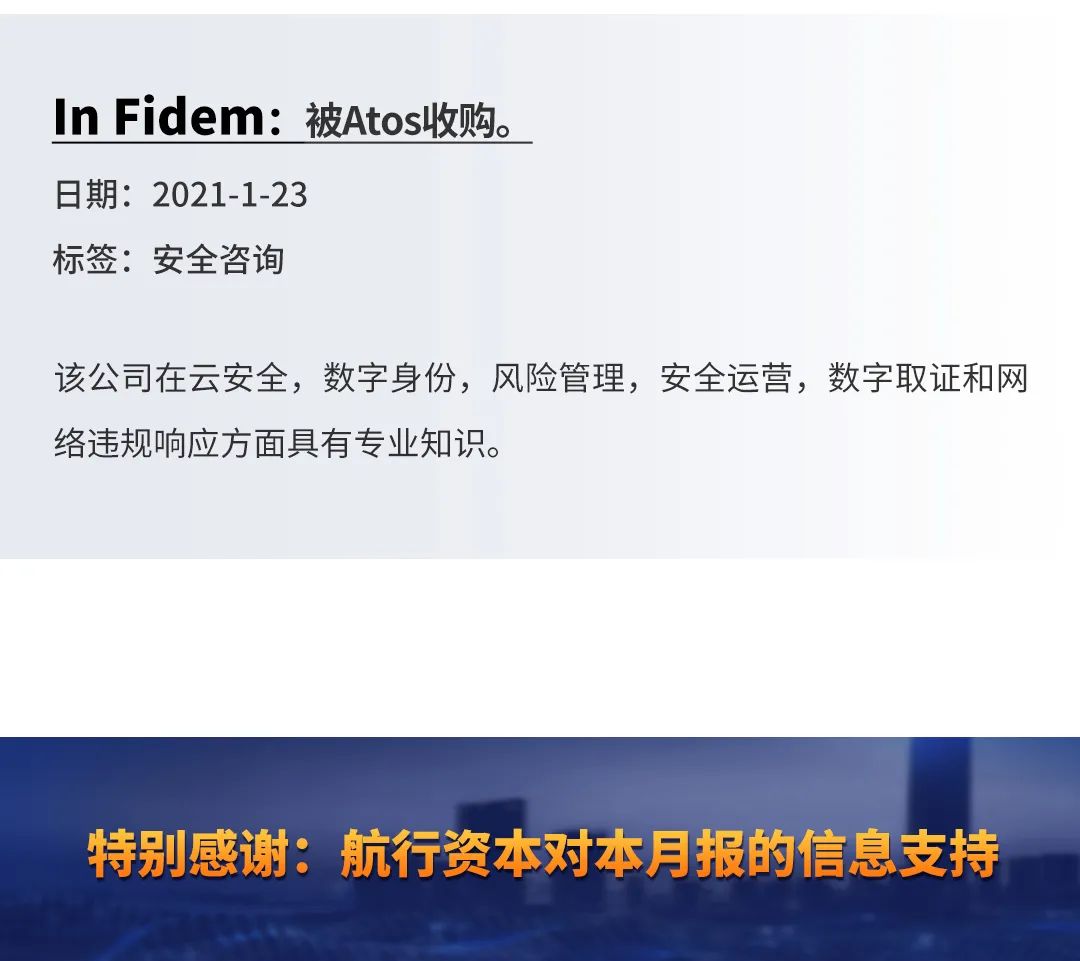 In Fidem：被Atos收购。
日期：2021-1-23
标签：安全咨询
该公司在云安全，数字身份，风险管理，安全运营，数字取证和网
络违规响应方面具有专业知识。
特别感谢：航行资本对本月报的信息支持